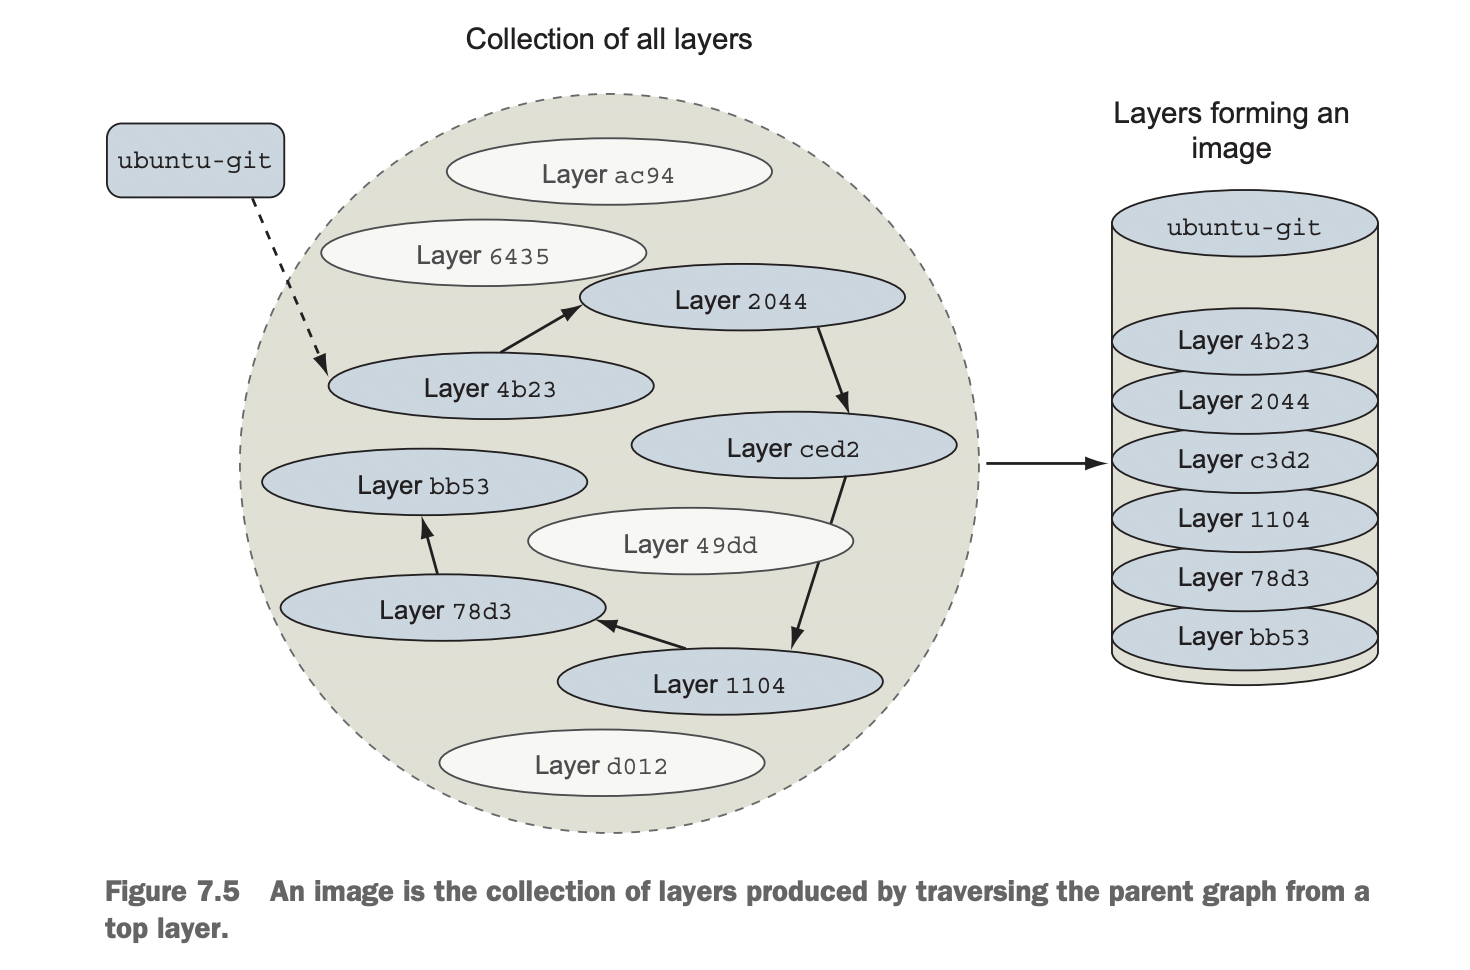 Collection of all layers
ubuntu-git
Layer ac94
Layer 6435
Layer 2044
Layer 4b23
Layer ced2
Layer bb53
Layer 49dd
Layer 78d3
Layer 1104
Layer d012
Layers forming an
image
ubuntu-git
Layer 4b23
Layer 2044
Layer c3d2
Layer 1104
Layer 78d3
Layer bb53
Figure 7.5 An image is the collection of layers produced by traversing the parent graph from a
top layer.